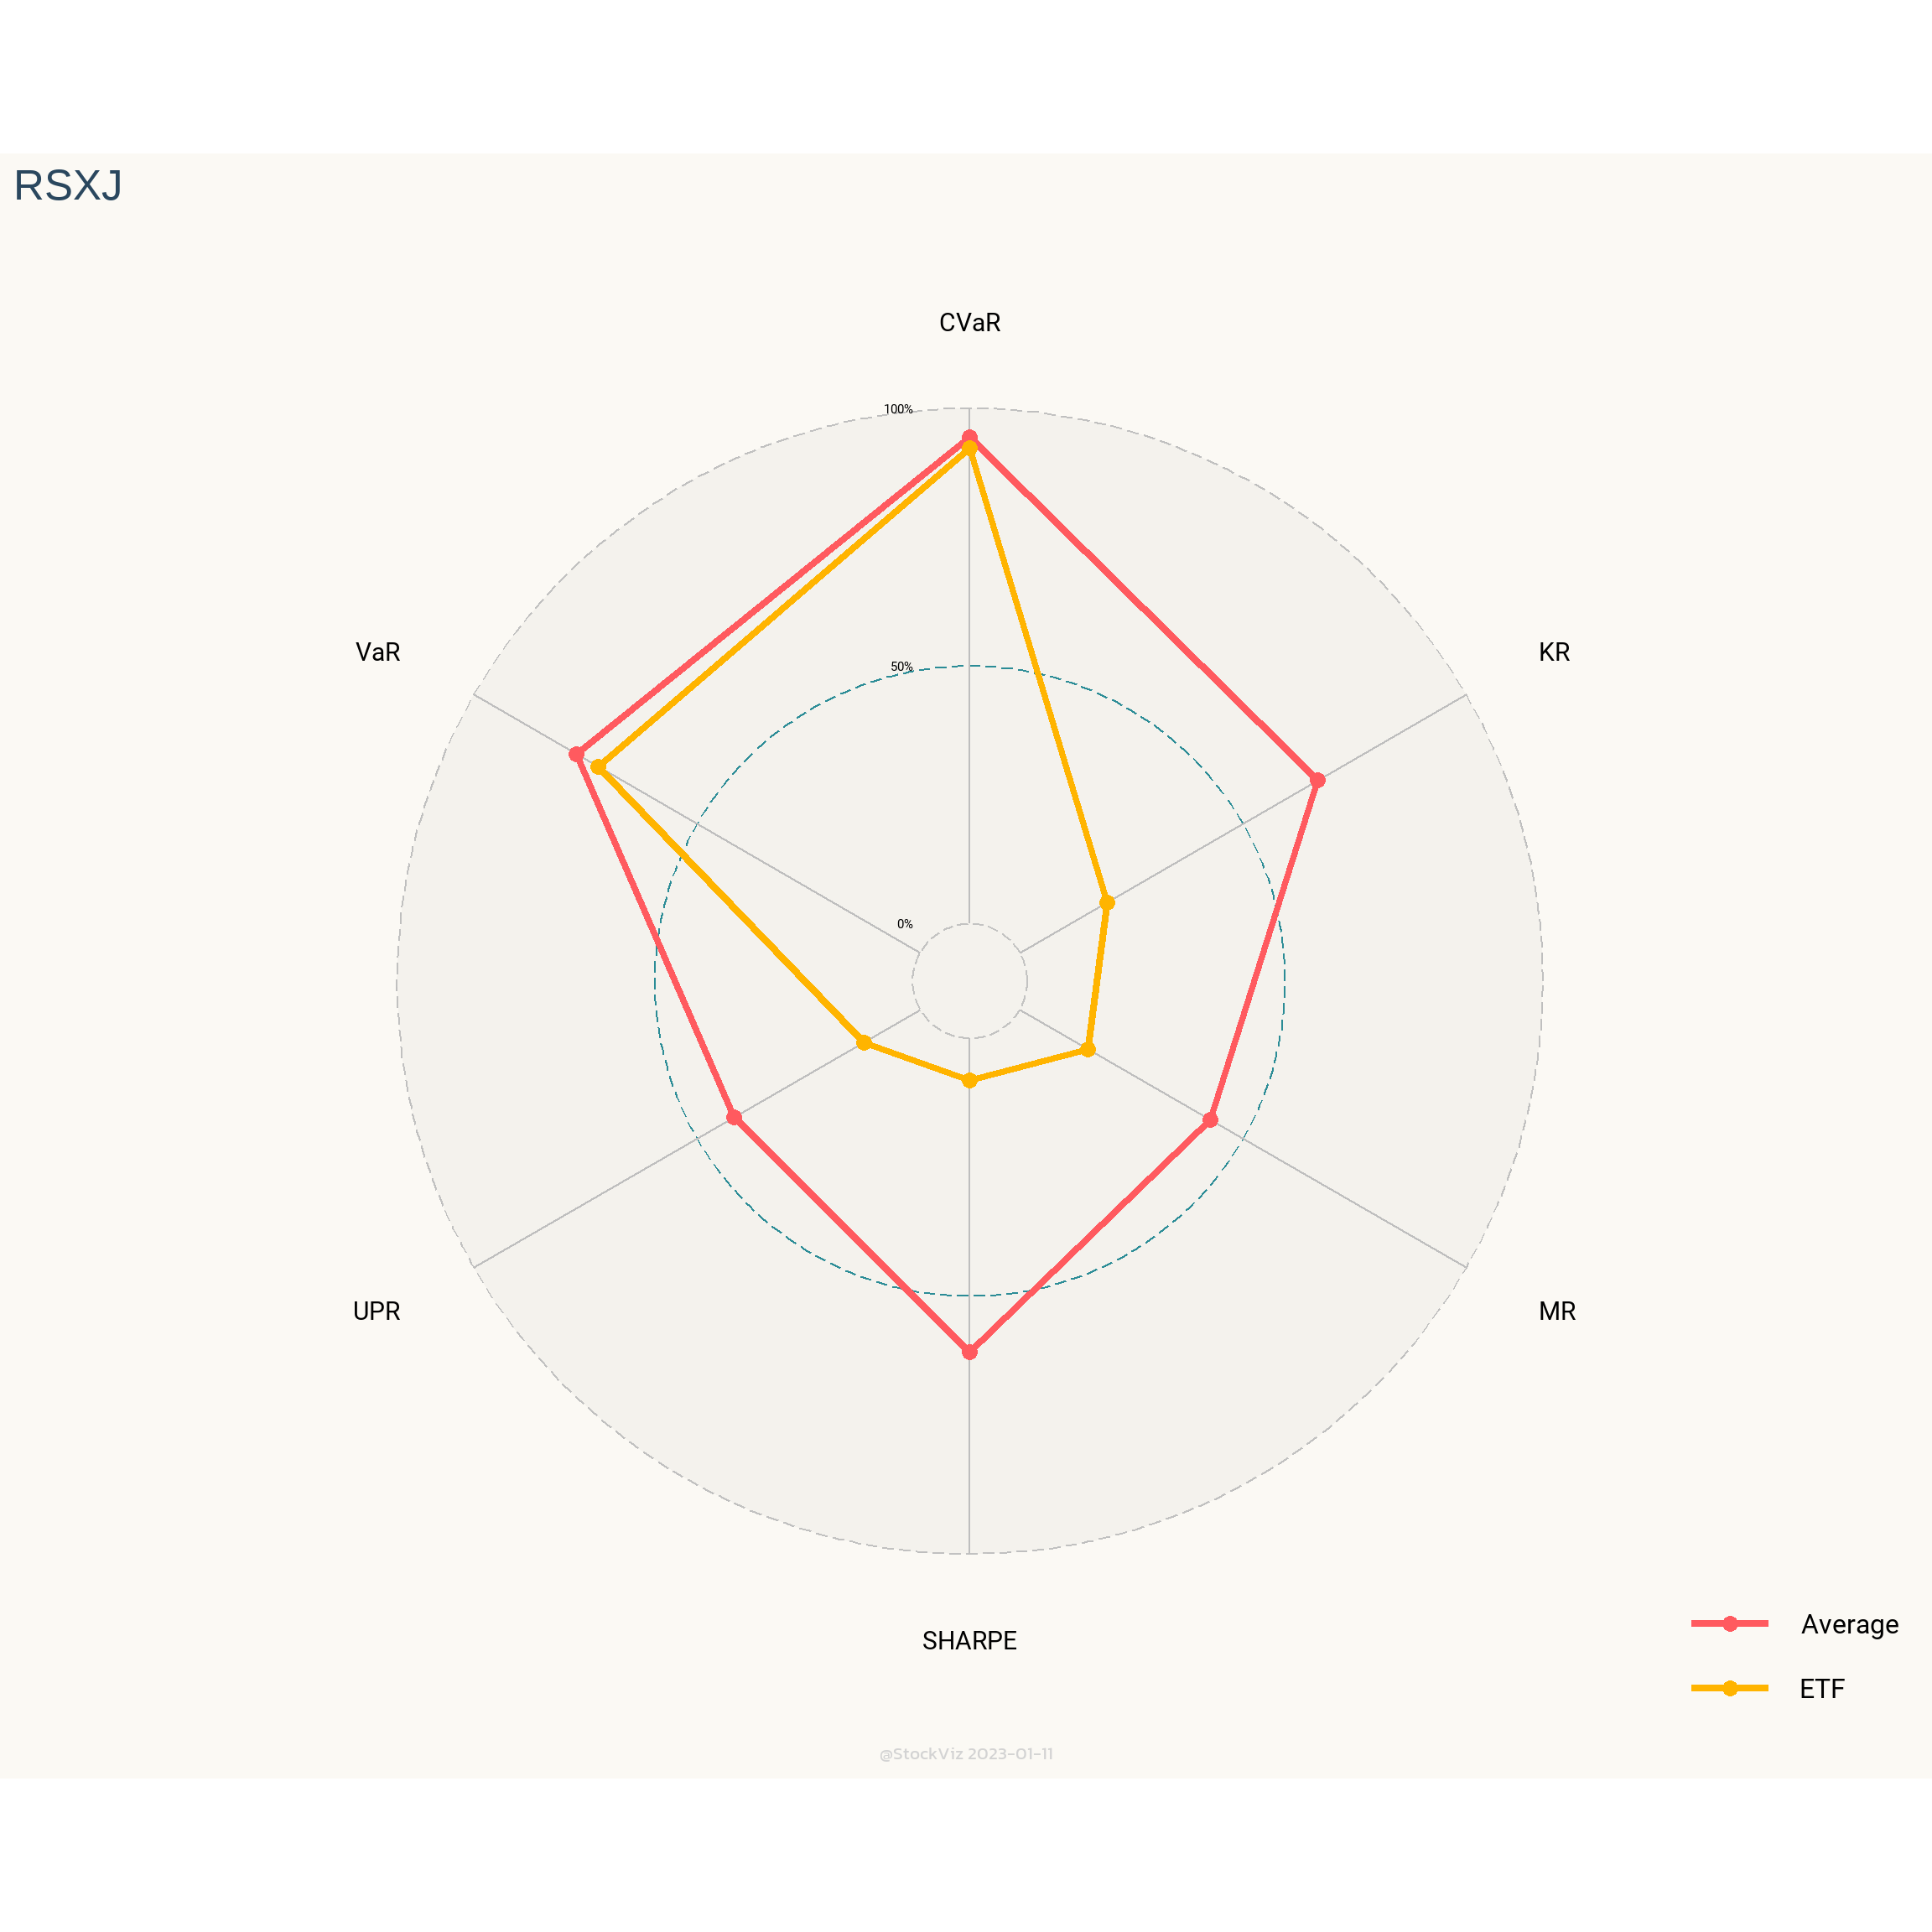 RSXJ
CVaR
100%
VaR
KR
50%
0%
UPR
MR
SHARPE
Average
ETF
@StockViz 2023-01-11